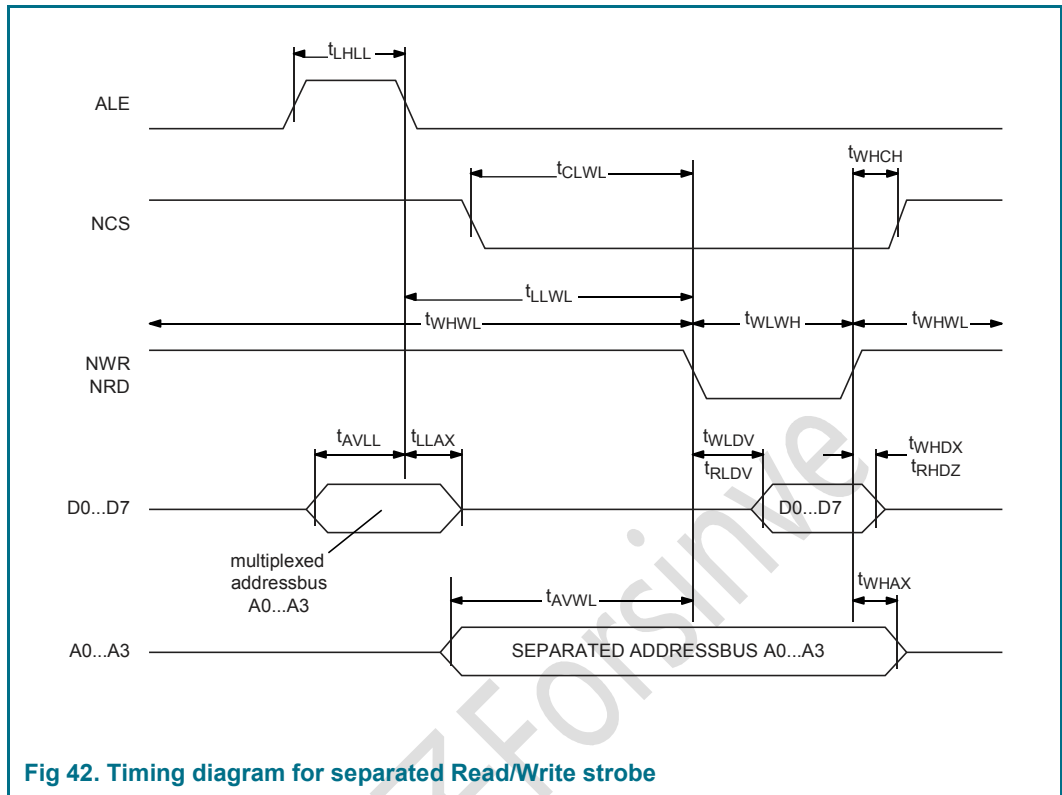 tLHLL
ALE
tCLWL
tWHCH
NCS
tLLWL
tWHWL
tWLWH
tWHWL
NWR
NRD
tAVLL
tLLAX
tWLDV
tRLDV
tWHDX
tRHDZ
D0...D7
D0...D7
multiplexed
addressbus
A0...A3
tAVWL
tWHAX
A0...A3
SEPARATED ADDRESSBUS A0...A3
Fig 42. Timing diagram for separated Read/Write strobe